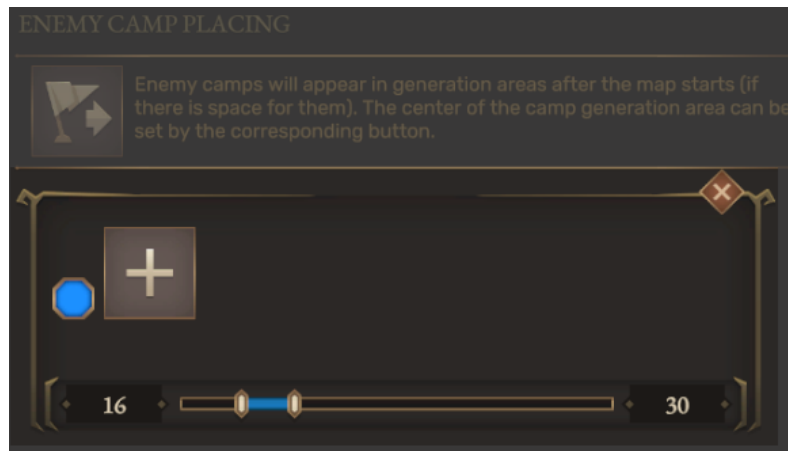 ENEMY CAMP PLACING
Enemy camps will appear in generation areas after the map starts (if
there is space for them). The center of the camp generation area can be
set by the corresponding button.
16
30